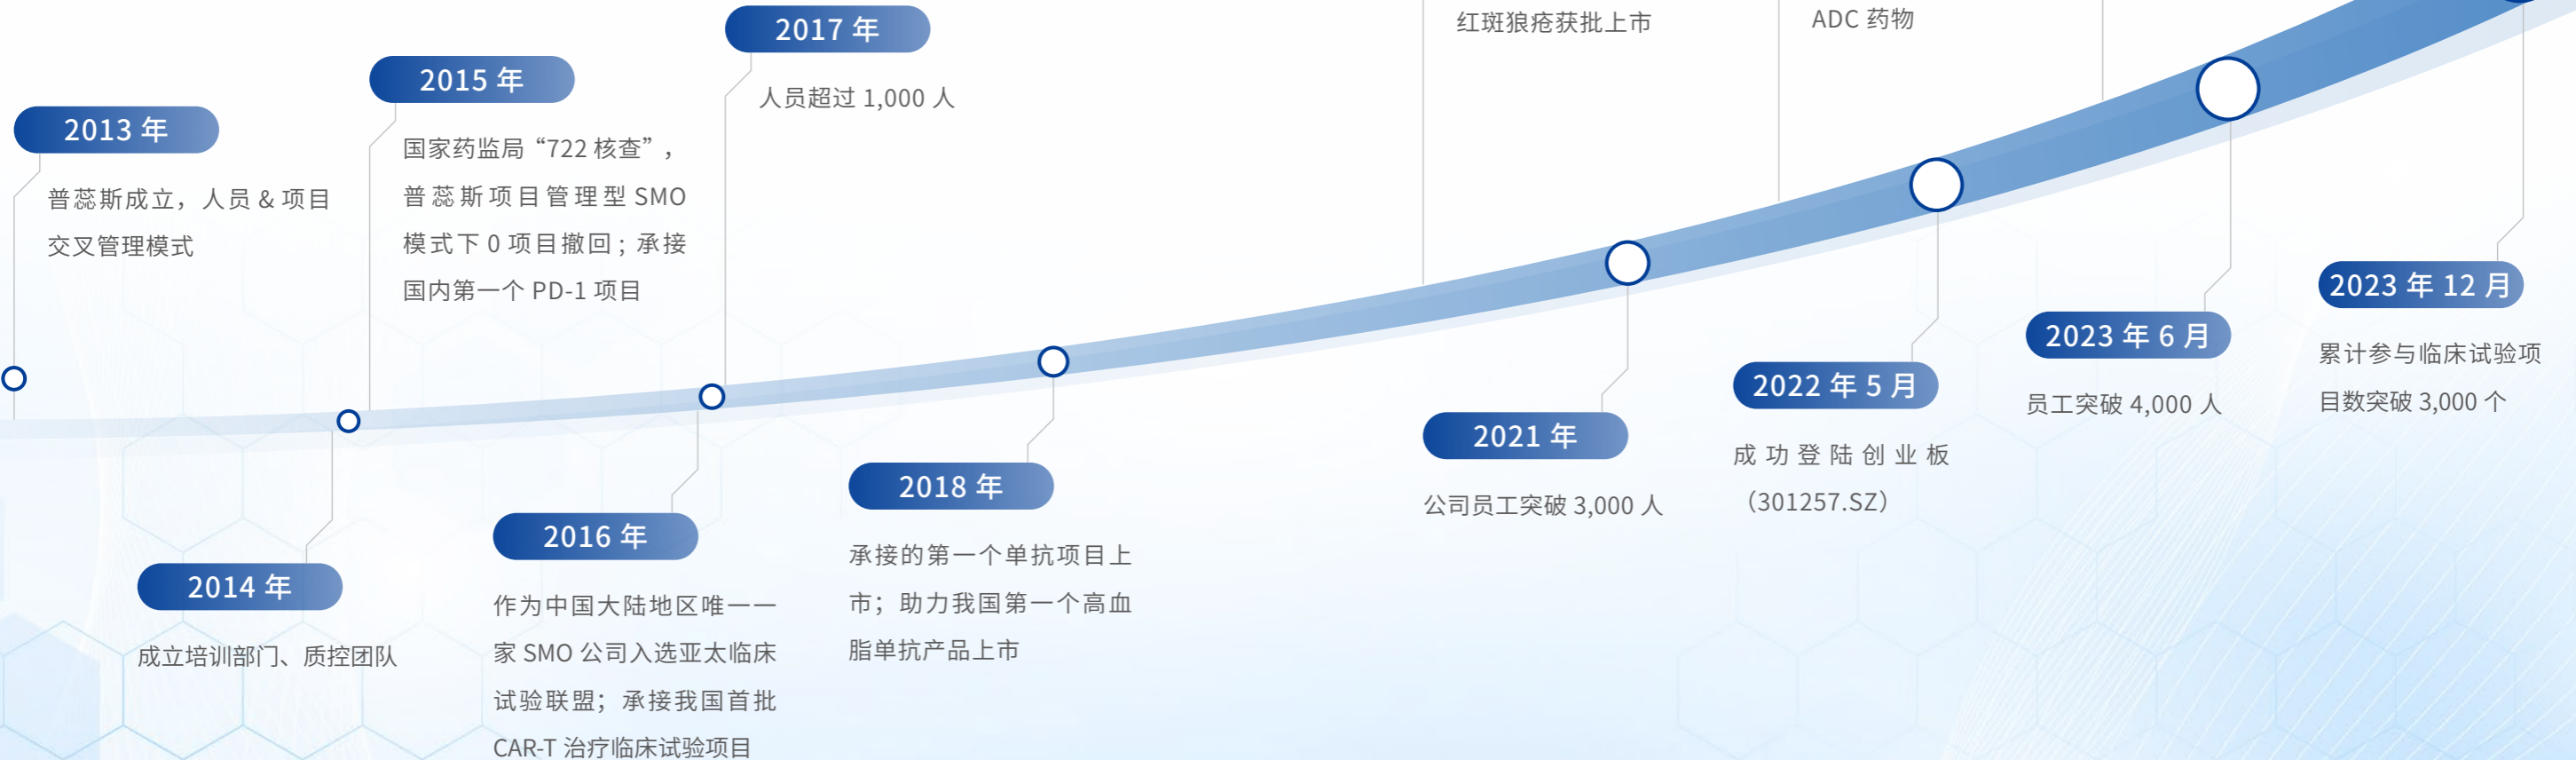 2013 年
普蕊斯成立，人员 & 项目
交叉管理模式
2014 年
成立培训部门、质控团队
2015 年
国家药监局“722 核查”，
普蕊斯项目管理型 SMO
模式下 0 项目撤回；承接
国内第一个 PD-1 项目
2016 年
作为中国大陆地区唯一一
家 SMO 公司入选亚太临床
试验联盟；承接我国首批
CAR-T 治疗临床试验项目
2017 年
人员超过 1,000 人
2018 年
承接的第一个单抗项目上
市；助力我国第一个高血
脂单抗产品上市
红斑狼疮获批上市
2021 年
公司员工突破 3,000 人
ADC 药物
2022 年 5 月
成功登陆创业板
（301257.SZ）
2023 年 6 月
员工突破 4,000 人
2023 年 12 月
累计参与临床试验项
目数突破 3,000 个